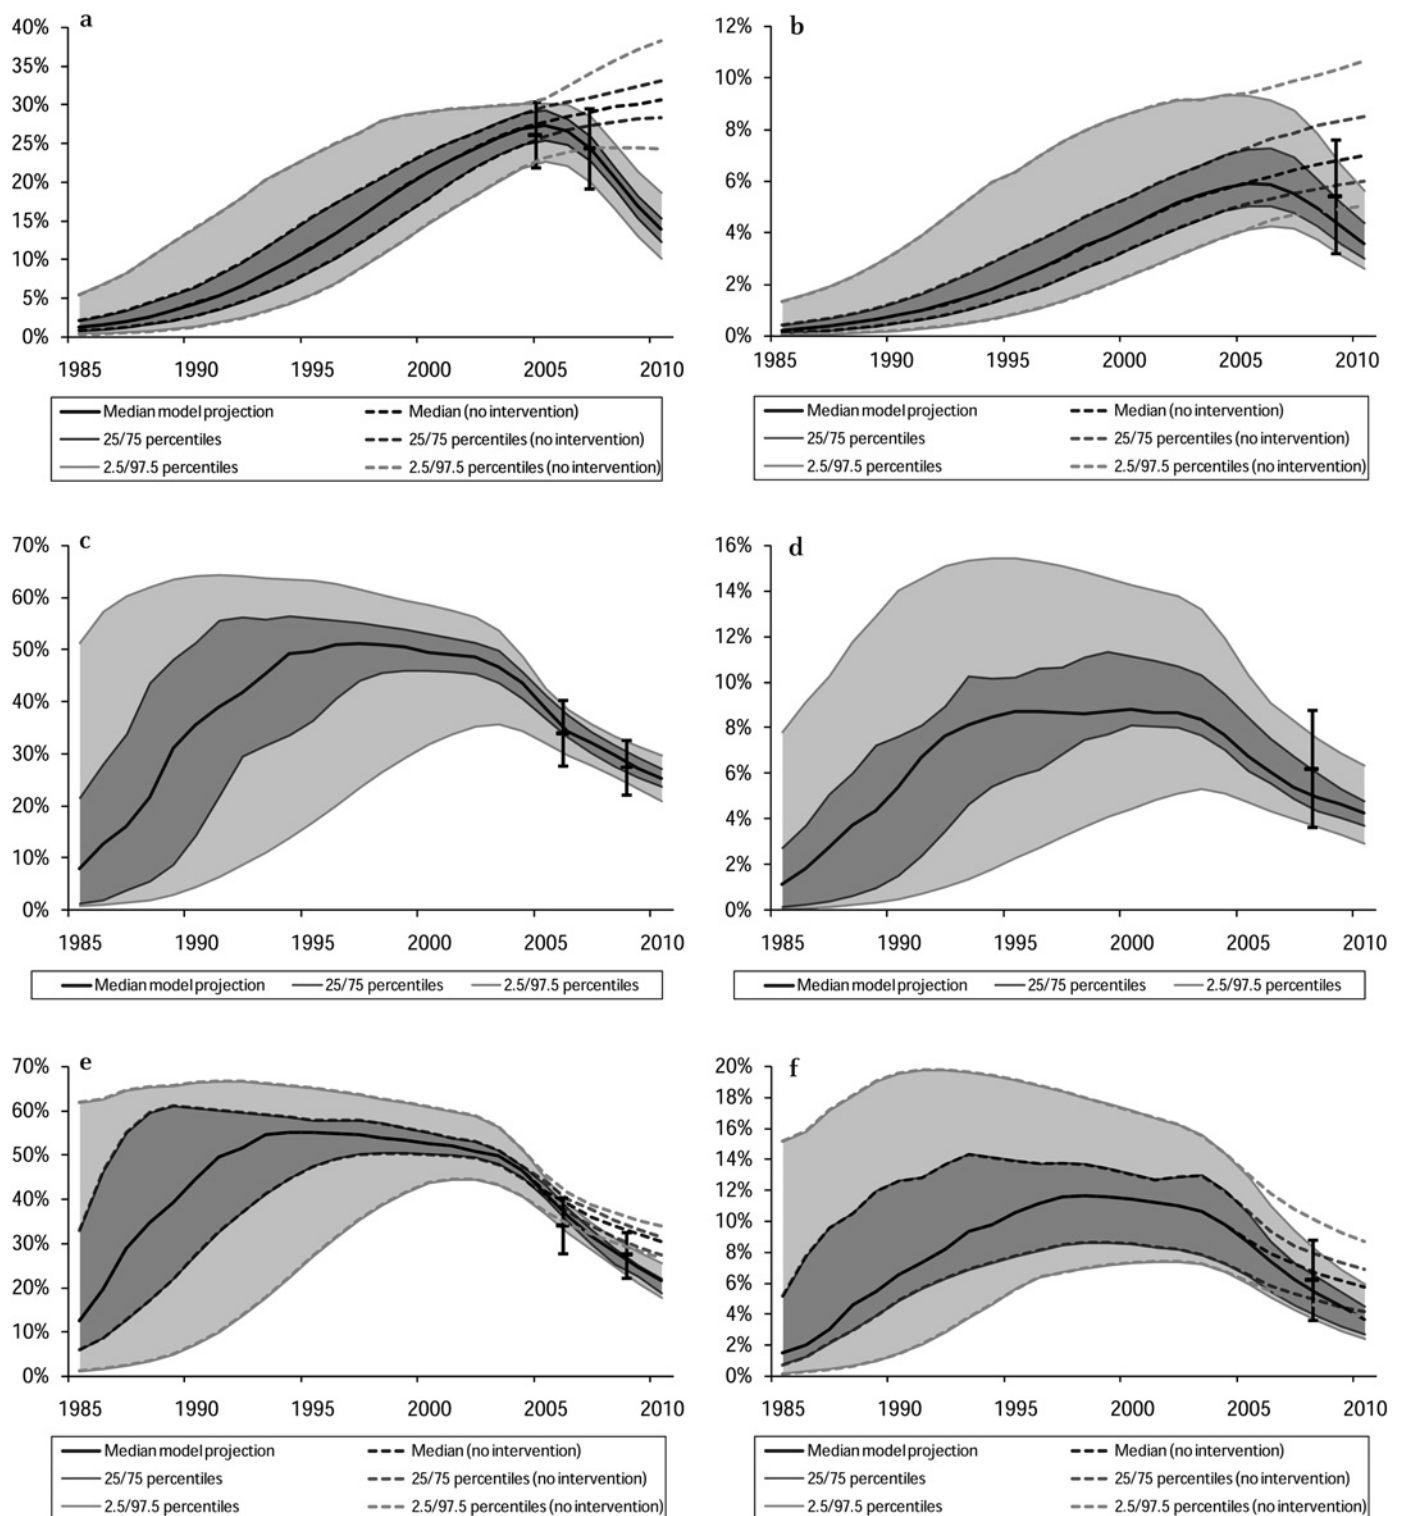 a
40%
35%
30%
25%
20%
15%
10%
5%
0%
1985 1990 1995 2000 2005 2010
Median model projection Median (no intervention)
25/75 percentiles 25/75 percentiles (no intervention)
2.5/97.5 percentiles 2.5/97.5 percentiles (no intervention)
b
12%
10%
8%
6%
4%
2%
0%
1985 1990 1995 2000 2005 2010
Median model projection Median (no intervention)
25/75 percentiles 25/75 percentiles (no intervention)
2.5/97.5 percentiles 2.5/97.5 percentiles (no intervention)
c
70%
60%
50%
40%
30%
20%
10%
0%
1985 1990 1995 2000 2005 2010
Median model projection 25/75 percentiles 2.5/97.5 percentiles
d
16%
14%
12%
10%
8%
6%
4%
2%
0%
1985 1990 1995 2000 2005 2010
Median model projection 25/75 percentiles 2.5/97.5 percentiles
e
70%
60%
50%
40%
30%
20%
10%
0%
1985 1990 1995 2000 2005 2010
Median model projection Median (no intervention)
25/75 percentiles 25/75 percentiles (no intervention)
2.5/97.5 percentiles 2.5/97.5 percentiles (no intervention)
f
20%
18%
16%
14%
12%
10%
8%
6%
4%
2%
0%
1985 1990 1995 2000 2005 2010
Median model projection Median (no intervention)
25/75 percentiles 25/75 percentiles (no intervention)
2.5/97.5 percentiles 2.5/97.5 percentiles (no intervention)